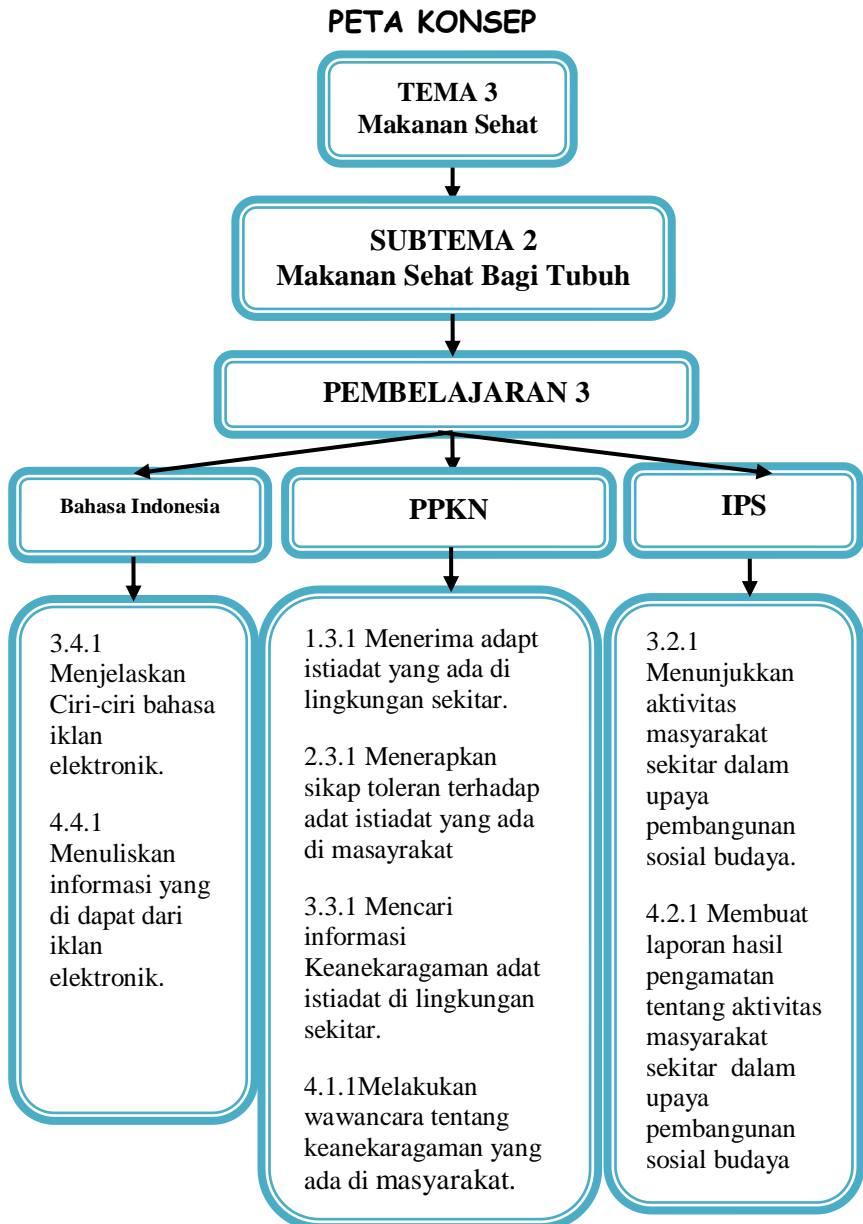 PETA KONSEP
TEMA 3
Makanan Sehat
SUBTEMA 2
Makanan Sehat Bagi Tubuh
PEMBELAJARAN 3
Bahasa Indonesia
PPKN
IPS
3.4.1
Menjelaskan
Ciri-ciri bahasa
iklan
elektronik.
4.4.1
Menuliskan
informasi yang
di dapat dari
iklan
elektronik.
1.3.1 Menerima adapt
istiadat yang ada di
lingkungan sekitar.
2.3.1 Menerapkan
sikap toleran terhadap
adat istiadat yang ada
di masayrakat
3.3.1 Mencari
informasi
Keanekaragaman adat
istiadat di lingkungan
sekitar.
4.1.1Melakukan
wawancara tentang
keanekaragaman yang
ada di masyarakat.
3.2.1
Menunjukkan
aktivitas
masyarakat
sekitar dalam
upaya
pembangunan
sosial budaya.
4.2.1 Membuat
laporan hasil
pengamatan
tentang aktivitas
masyarakat
sekitar dalam
upaya
pembangunan
sosial budaya